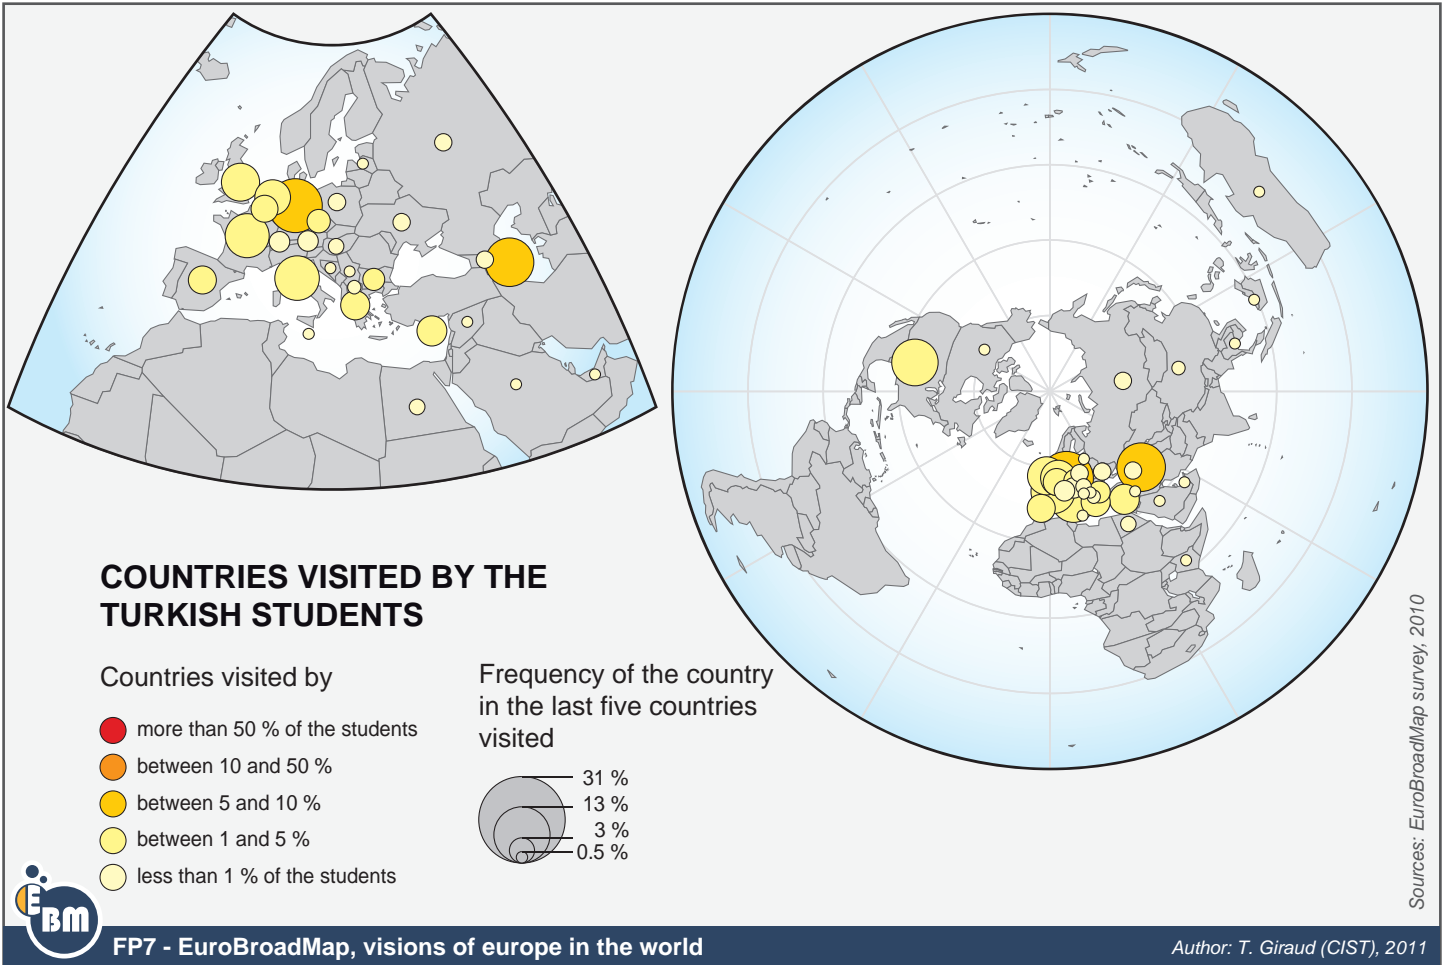 COUNTRIES VISITED BY THE
TURKISH STUDENTS
Countries visited by
more than 50 % of the students
between 10 and 50 %
between 5 and 10 %
between 1 and 5 %
less than 1 % of the students
Frequency of the country
in the last five countries
visited
31 %
13 %
3 %
0.5 %
Sources: EuroBroadMap survey, 2010
EBM
FP7 - EuroBroadMap, visions of europe in the world
Author: T. Giraud (CIST), 2011